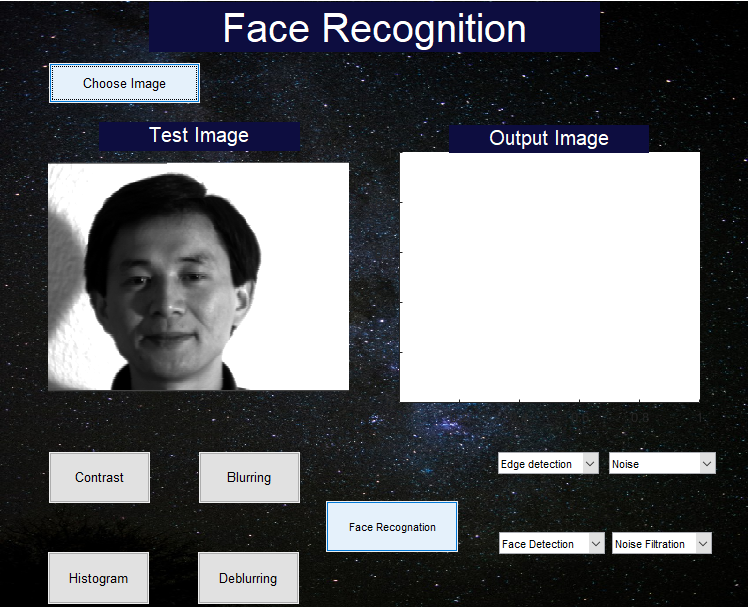 Face Recognition
Choose Image
Test Image
Output Image
Contrast
Blurring
Edge detection
Noise
Face Recognation
Face Detection
Noise Filtration
Histogram
Deblurring